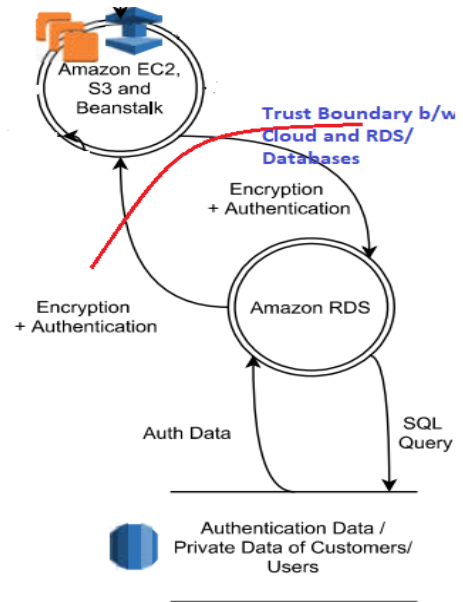 Amazon EC2,
S3 and
Beanstalk
Trust Boundary b/w
Cloud and RDS/
Databases
Encryption
+ Authentication
Encryption
+ Authentication
Amazon RDS
Auth Data
SQL
Query
Authentication Data /
Private Data of Customers/
Users